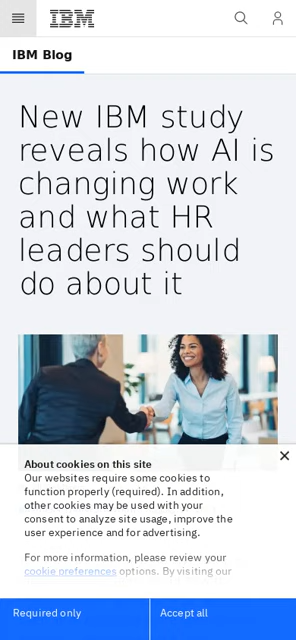 IBM
IBM Blog
New IBM study
reveals how AI is
changing work
and what HR
leaders should
do about it
About cookies on this site
Our websites require some cookies to
function properly (required). In addition,
other cookies may be used with your
consent to analyze site usage, improve the
user experience and for advertising.
For more information, please review your
cookie preferences options. By visiting our
Required only
Accept all